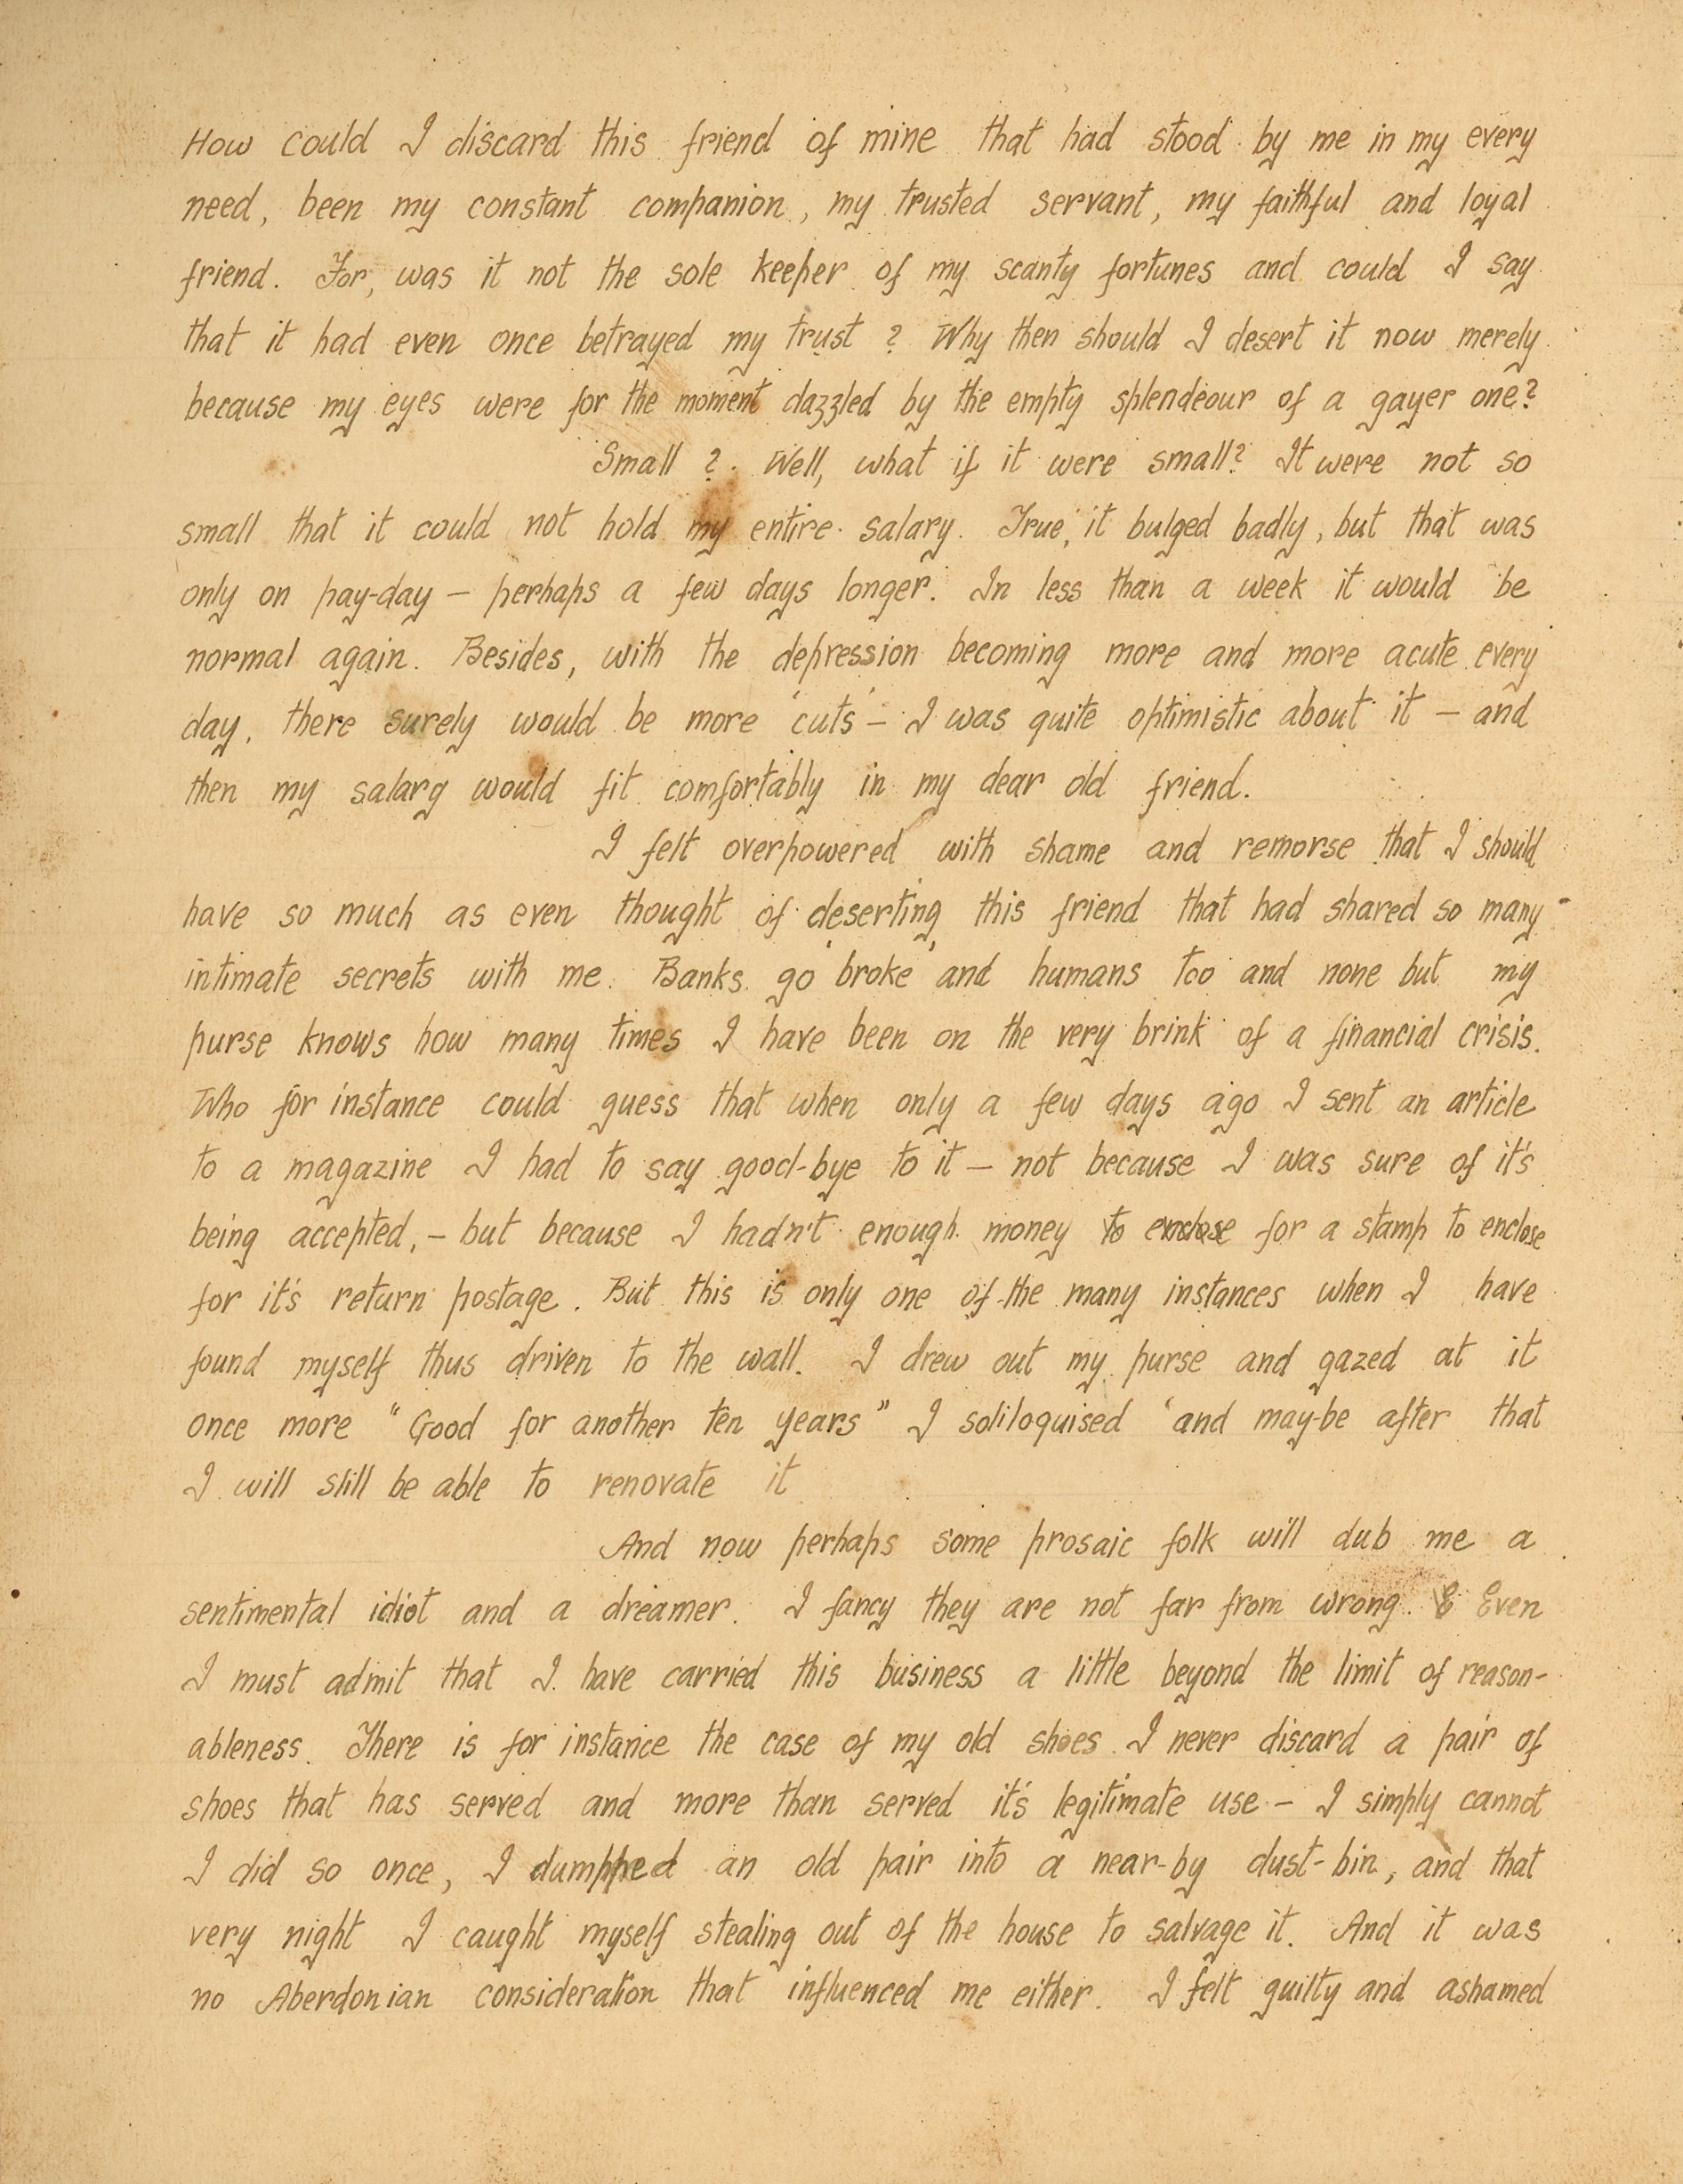 How could I discard this friend of mine that had stood by me in my every
need, been my constant companion, my trusted servant, my faithful and loyal
friend. For, was it not the sole keeper of my scanty fortunes and could I say
that it had even once betrayed my trust? Why then should I desert it now merely
because my eyes were for the moment dazzled by the empty splendeour of a gayer one?
Small? Well, what if it were small? It were not so
small that it could not hold my entire salary. True, it bulged badly, but that was
only on pay-day – perhaps a few days longer. In less than a week it would be
normal again. Besides, with the depression becoming more and more acute every
day, there surely would be more 'cuts' – I was quite optimistic about it – and
then my salary would fit comfortably in my dear old friend.
I felt overpowered with shame and remorse that I should
have so much as even thought of deserting this friend that had shared so many
intimate secrets with me. Banks go 'broke' and humans too and none but my
purse knows how many times I have been on the very brink of a financial crisis.
Who for instance could guess that when only a few days ago I sent an article
to a magazine I had to say good-bye to it – not because I was sure of it's
being accepted, – but because I hadn't enough money to enclose for a stamp to enclose
for it's return postage. But this is only one of the many instances when I have
found myself thus driven to the wall. I drew out my purse and gazed at it
once more "Good for another ten years" I soliloquised 'and may-be after that
I will still be able to renovate it
And now perhaps some prosaic folk will dub me a
sentimental idiot and a dreamer. I fancy they are not far from wrong. E Even
I must admit that I have carried this business a little beyond the limit of reason-
ableness. There is for instance the case of my old shoes. I never discard a pair of
shoes that has served and more than served it's legitimate use – I simply cannot
I did so once, I dumpped an old pair into a near-by dust-bin, and that
very night I caught myself stealing out of the house to salvage it. And it was
no Aberdonian consideration that influenced me either. I felt guilty and ashamed